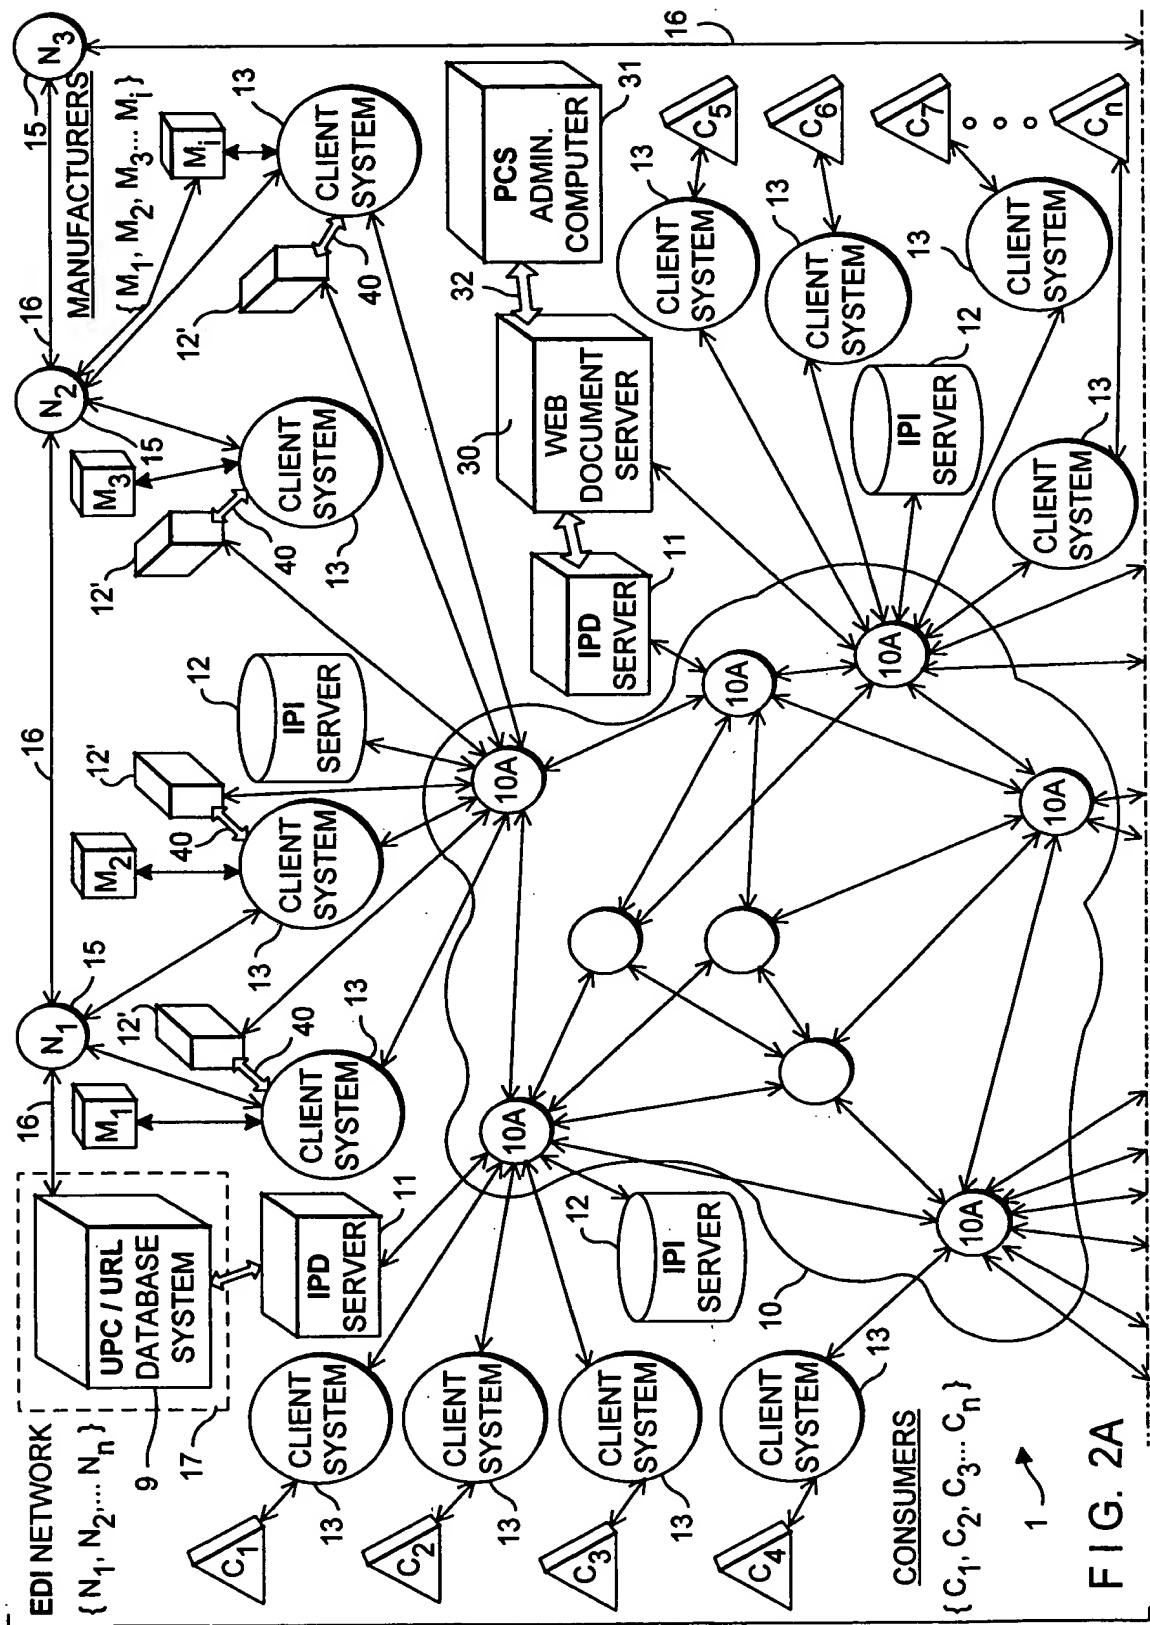 EDI NETWORK
{ N1, N2,... Nn }
9
17
UPC / URL
DATABASE
SYSTEM
16
N1
15
16
N2
15
16
15
N3
16
MANUFACTURERS
{ M1, M2, M3... Mi }
M1
M2
M3
Mi
12'
40
CLIENT
SYSTEM
13
12'
40
CLIENT
SYSTEM
13
12
IPI
SERVER
12'
40
CLIENT
SYSTEM
13
12'
40
CLIENT
SYSTEM
13
IPD
SERVER
11
C1
13
CLIENT
SYSTEM
C2
13
CLIENT
SYSTEM
C3
13
CLIENT
SYSTEM
C4
13
CLIENT
SYSTEM
12
IPI
SERVER
10
10A
10A
10A
10A
10A
10A
IPD
SERVER
11
30
WEB
DOCUMENT
SERVER
32
PCS
ADMIN.
COMPUTER
31
CLIENT
SYSTEM
13
C5
CLIENT
SYSTEM
13
C6
CLIENT
SYSTEM
13
C7
IPI
SERVER
12
CLIENT
SYSTEM
13
Cn
CONSUMERS
{ C1, C2, C3... Cn }
1
FIG. 2A